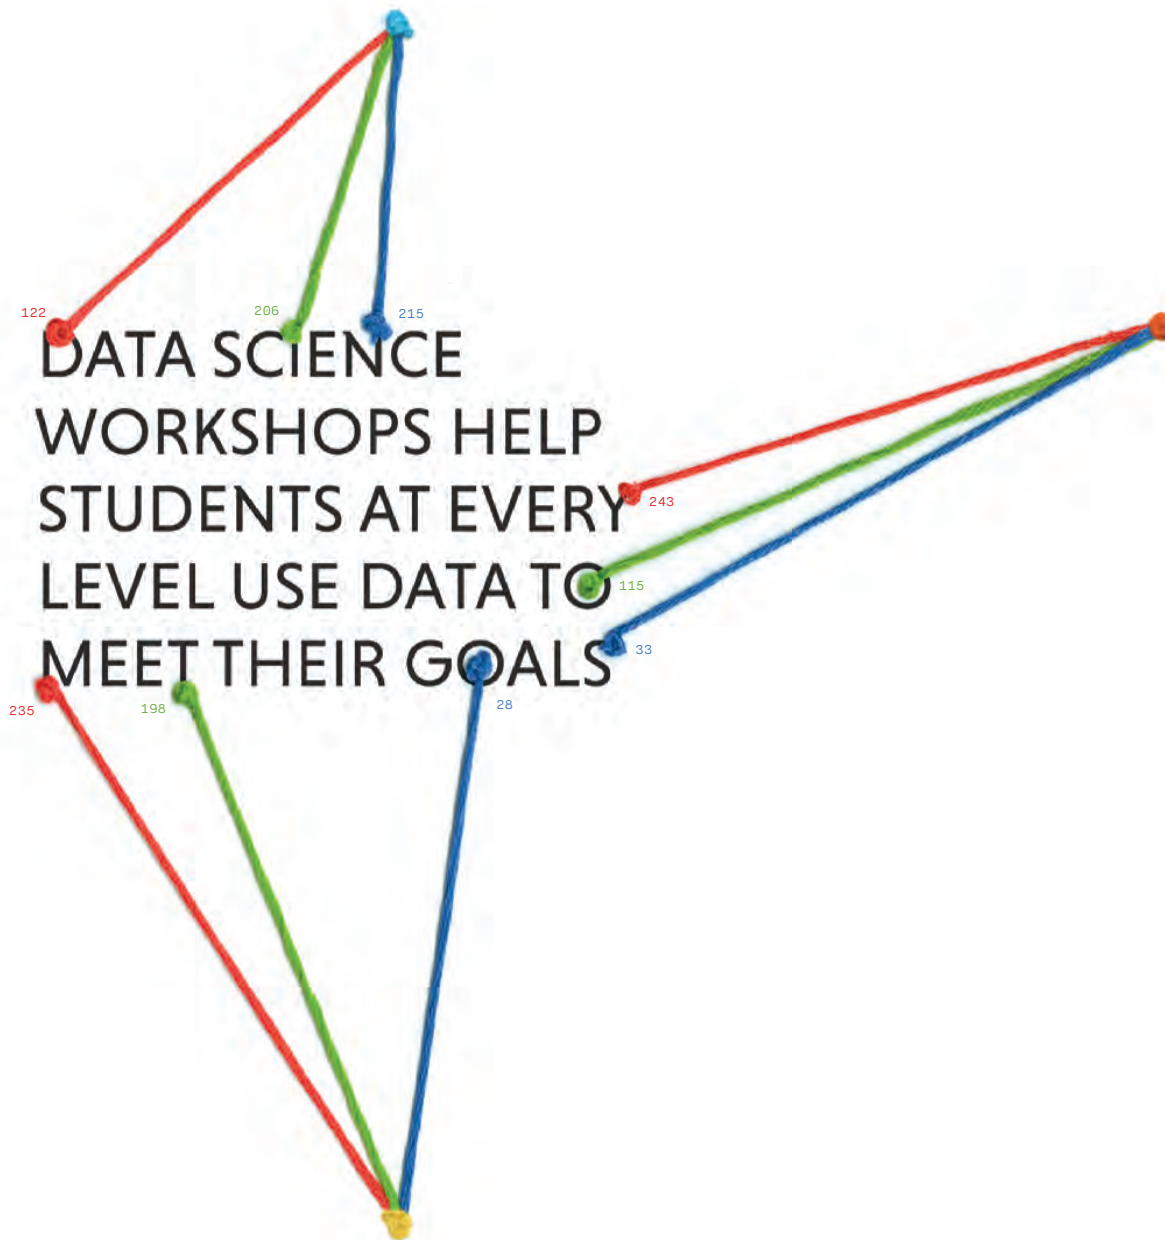 122
206
215
DATA SCIENCE
WORKSHOPS HELP
STUDENTS AT EVERY
243
LEVEL USE DATA TO
115
MEET THEIR GOALS
33
235
198
28